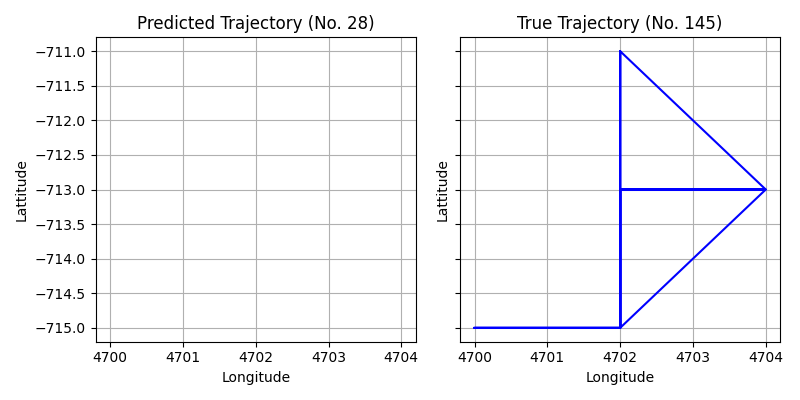 Predicted Trajectory (No. 28)
True Trajectory (No. 145)
Lattitude
−711.0
−711.5
−712.0
−712.5
−713.0
−713.5
−714.0
−714.5
−715.0
4700 4701 4702 4703 4704
Longitude
Lattitude
4700 4701 4702 4703 4704
Longitude